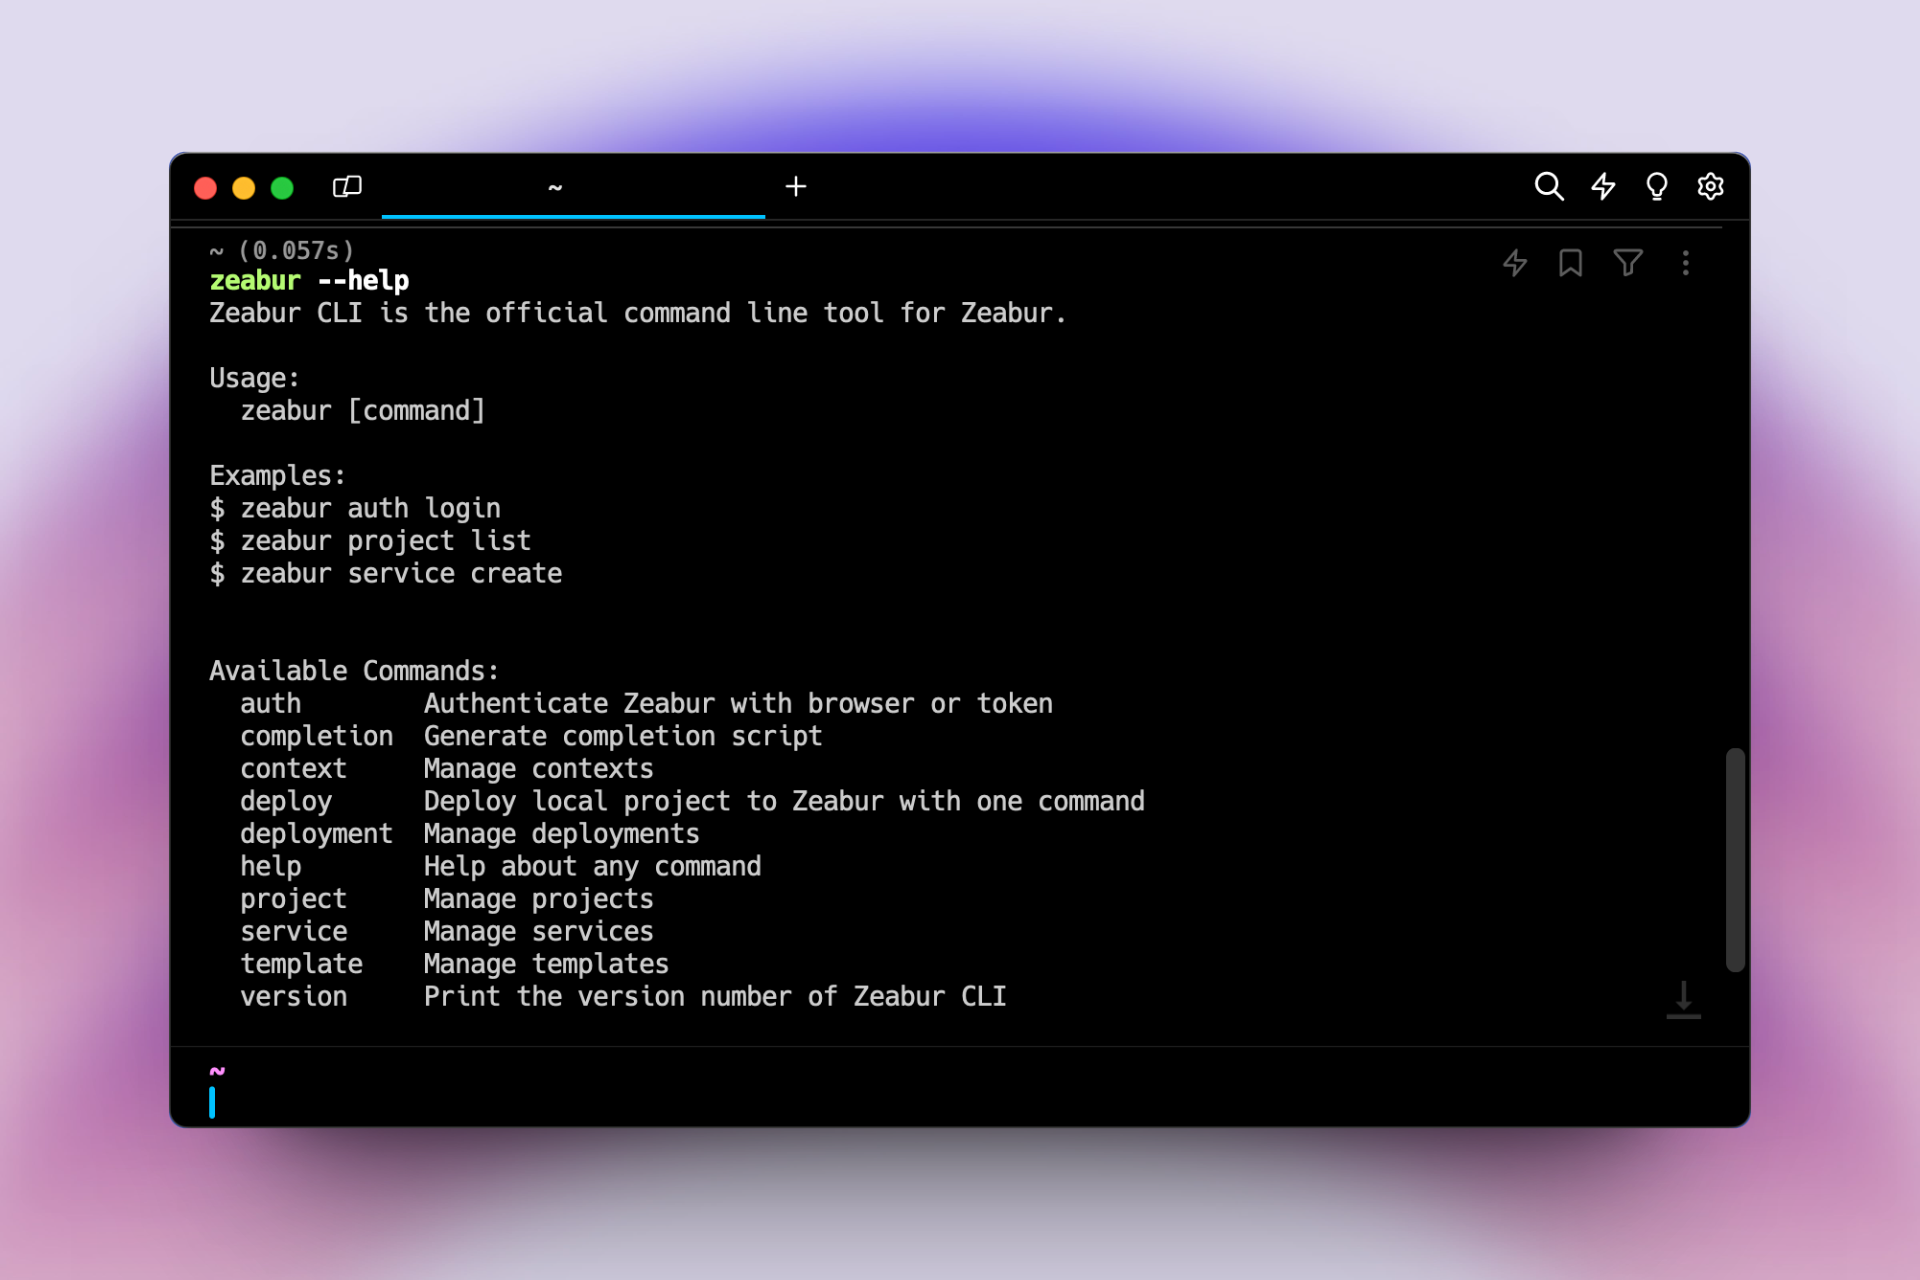 ~
~ (0.057s)
zeabur --help
Zeabur CLI is the official command line tool for Zeabur.
Usage:
zeabur [command]
Examples:
$ zeabur auth login
$ zeabur project list
$ zeabur service create
Available Commands:
auth Authenticate Zeabur with browser or token
completion Generate completion script
context Manage contexts
deploy Deploy local project to Zeabur with one command
deployment Manage deployments
help Help about any command
project Manage projects
service Manage services
template Manage templates
version Print the version number of Zeabur CLI
~